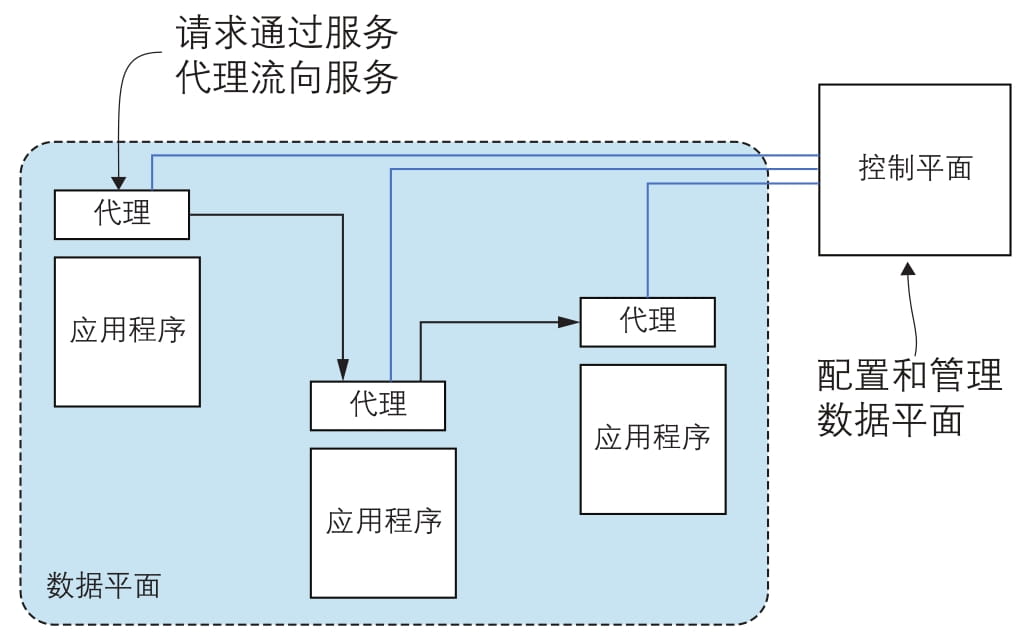 请求通过服务
代理流向服务
控制平面
代理
应用程序
代理
应用程序
代理
应用程序
配置和管理
数据平面
数据平面